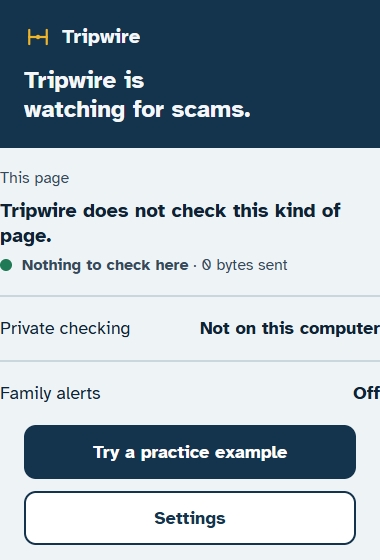 Tripwire
Tripwire is
watching for scams.
This page
Tripwire does not check this kind of
page.
Nothing to check here · 0 bytes sent
Private checking Not on this computer
Family alerts Off
Try a practice example
Settings